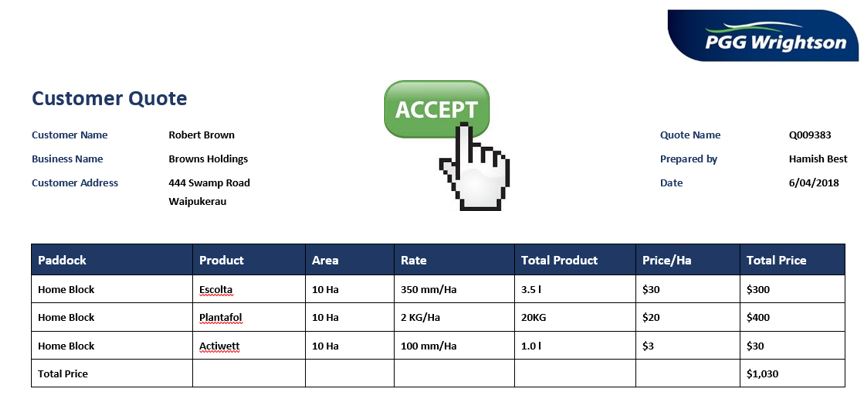 PGG Wrightson
Customer Quote
ACCEPT
Customer Name Robert Brown Quote Name Q009383
Business Name Browns Holdings Prepared by Hamish Best
Customer Address 444 Swamp Road Date 6/04/2018
Waipukerau
Paddock Product Area Rate Total Product Price/Ha Total Price
Home Block Escolta 10 Ha 350 mm/Ha 3.5 l $30 $300
Home Block Plantafol 10 Ha 2 KG/Ha 20KG $20 $400
Home Block Actiwett 10 Ha 100 mm/Ha 1.0 l $3 $30
Total Price $1,030